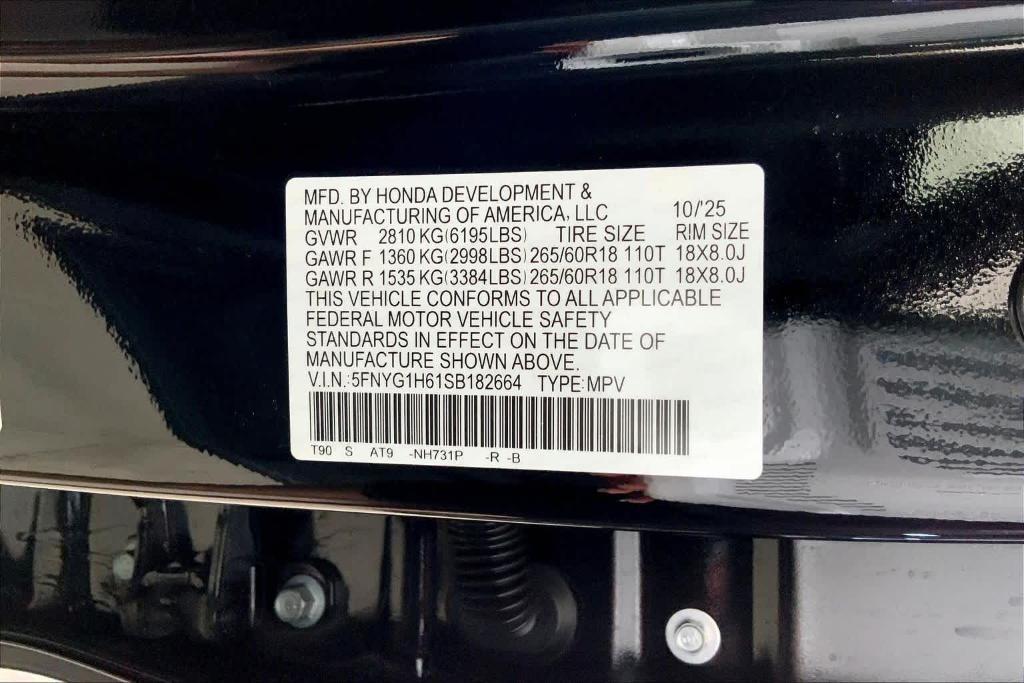 MFD. BY HONDA DEVELOPMENT &
MANUFACTURING OF AMERICA, LLC 10/'25
GVWR 2810 KG(6195LBS) TIRE SIZE RIM SIZE
GAWR F 1360 KG(2998LBS) 265/60R18 110T 18X8.0J
GAWR R 1535 KG(3384LBS) 265/60R18 110T 18X8.0J
THIS VEHICLE CONFORMS TO ALL APPLICABLE
FEDERAL MOTOR VEHICLE SAFETY
STANDARDS IN EFFECT ON THE DATE OF
MANUFACTURE SHOWN ABOVE.
V.I.N.:5FNYG1H61SB182664 TYPE:MPV
T90 S AT9 -NH731P -R -B